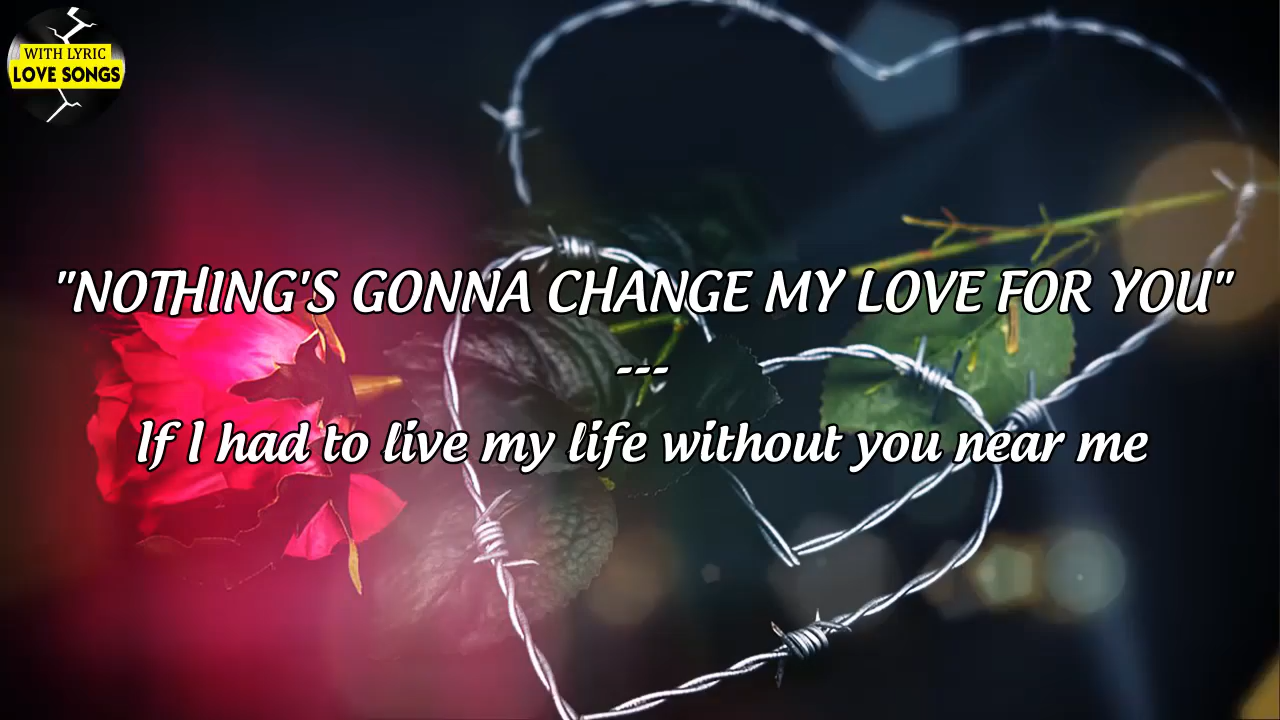 WITH LYRIC
LOVE SONGS
"NOTHING'S GONNA CHANGE MY LOVE FOR YOU"
---
If I had to live my life without you near me